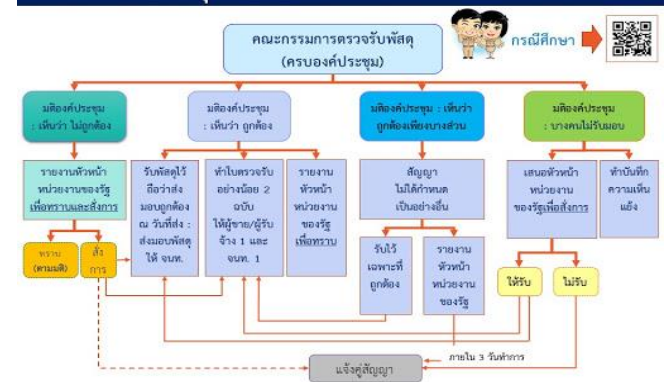 คณะกรรมการตรวจรับพัสดุ
(ครบองค์ประชุม)
กรณีศึกษา
มติองค์ประชุม
: เห็นว่า ไม่ถูกต้อง
มติองค์ประชุม
: เห็นว่า ถูกต้อง
มติองค์ประชุม : เห็นว่า
ถูกต้องเพียงบางส่วน
มติองค์ประชุม
: บางคนไม่รับมอบ
รายงานหัวหน้า
หน่วยงานของรัฐ
เพื่อทราบและสั่งการ
รับพัสดุไว้
ถือว่าส่ง
มอบถูกต้อง
ณ วันที่ส่ง :
ส่งมอบพัสดุ
ให้ จนท.
ทำใบตรวจรับ
อย่างน้อย 2
ฉบับ
ให้ผู้ขาย/ผู้รับ
จ้าง 1 และ
จนท. 1
รายงาน
หัวหน้า
หน่วยงาน
ของรัฐ
เพื่อทราบ
สัญญา
ไม่ได้กำหนด
เป็นอย่างอื่น
เสนอหัวหน้า
หน่วยงาน
ของรัฐเพื่อสั่งการ
ทำบันทึก
ความเห็น
แย้ง
ทราบ
(ตามมติ)
สั่ง
การ
รับไว้
เฉพาะที่
ถูกต้อง
รายงาน
หัวหน้า
หน่วยงาน
ของรัฐ
ให้รับ
ไม่รับ
ภายใน 3 วันทำการ
แจ้งคู่สัญญา